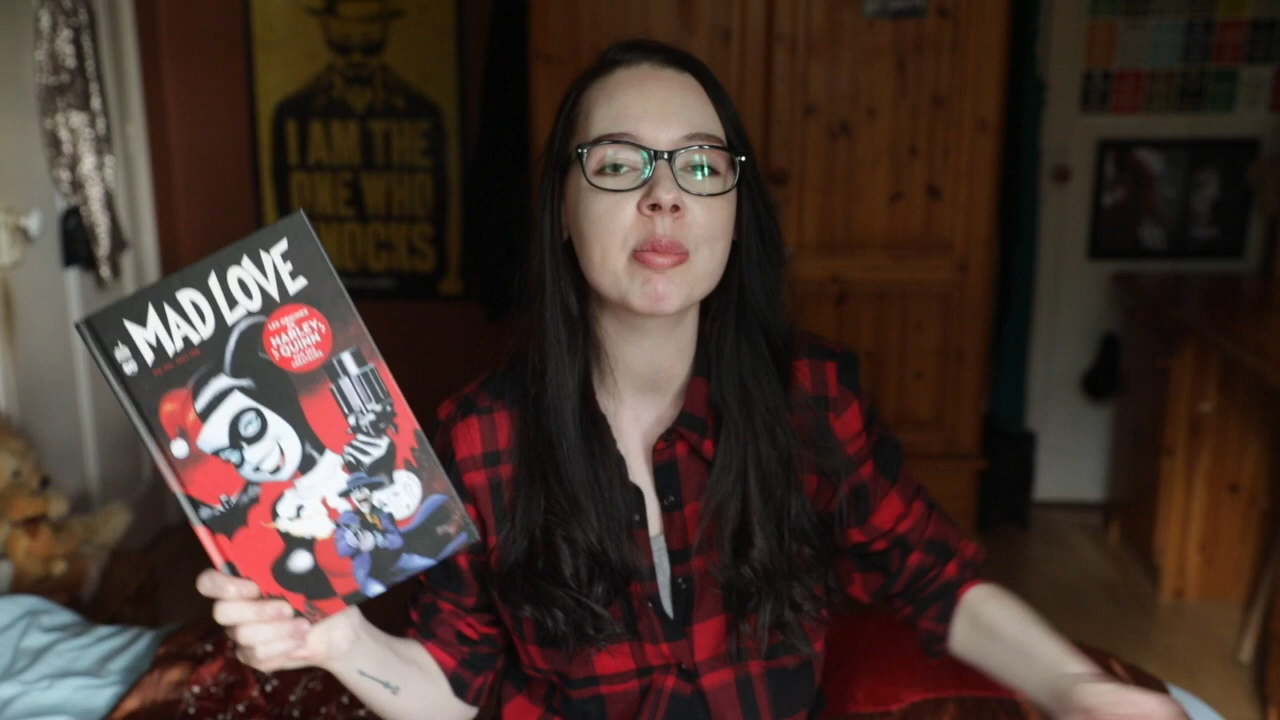 I AM THE
ONE WHO
KNOCKS
MAD LOVE
LES ORIGINES
DE
HARLEY
QUINN